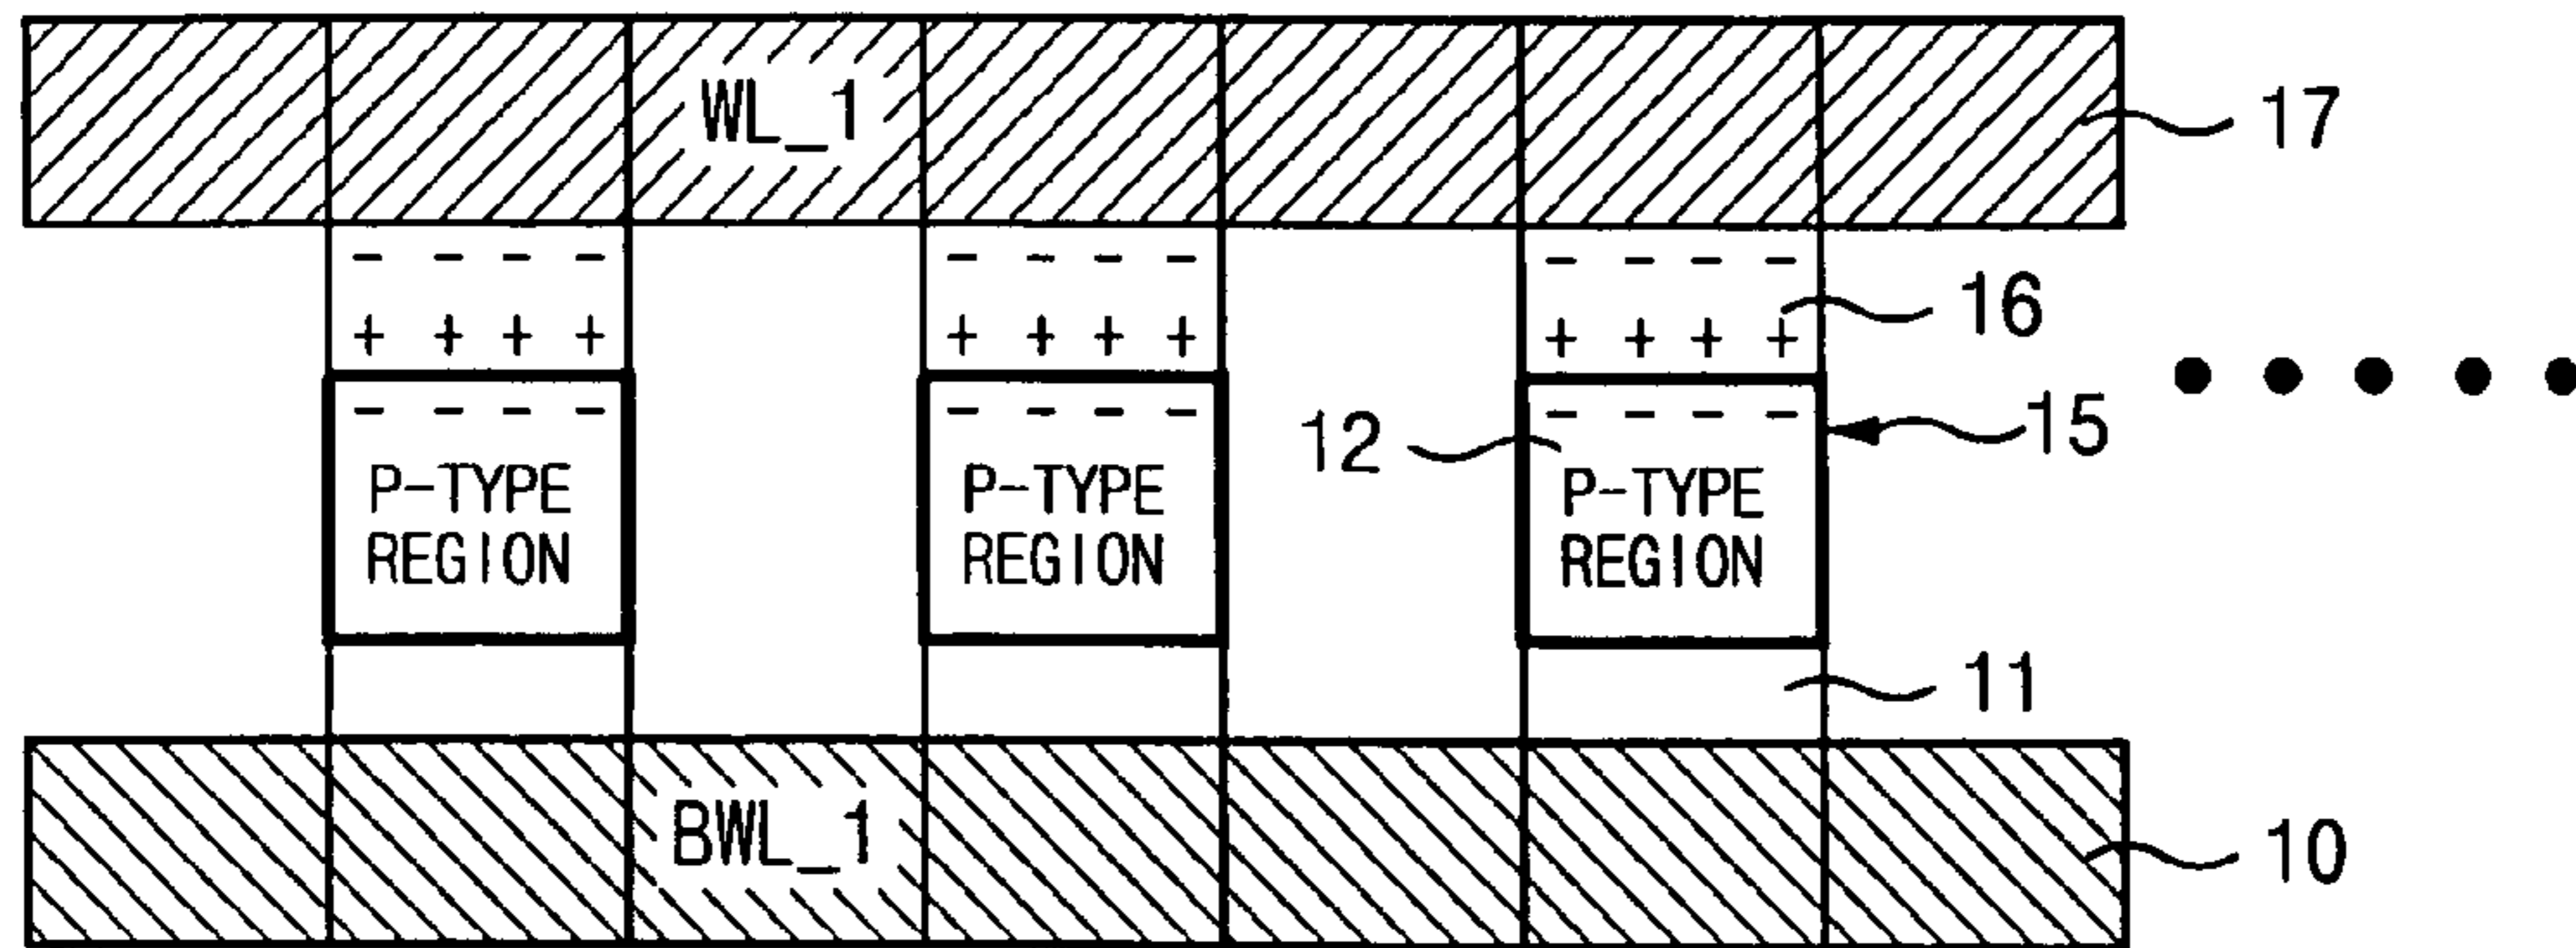 WL_1
17
- - - - - - - - - - - -
+ + + + + + + + + + + +
16
- - - - - - - - - - - -
12
15
P-TYPE REGION
P-TYPE REGION
P-TYPE REGION
11
BWL_1
10